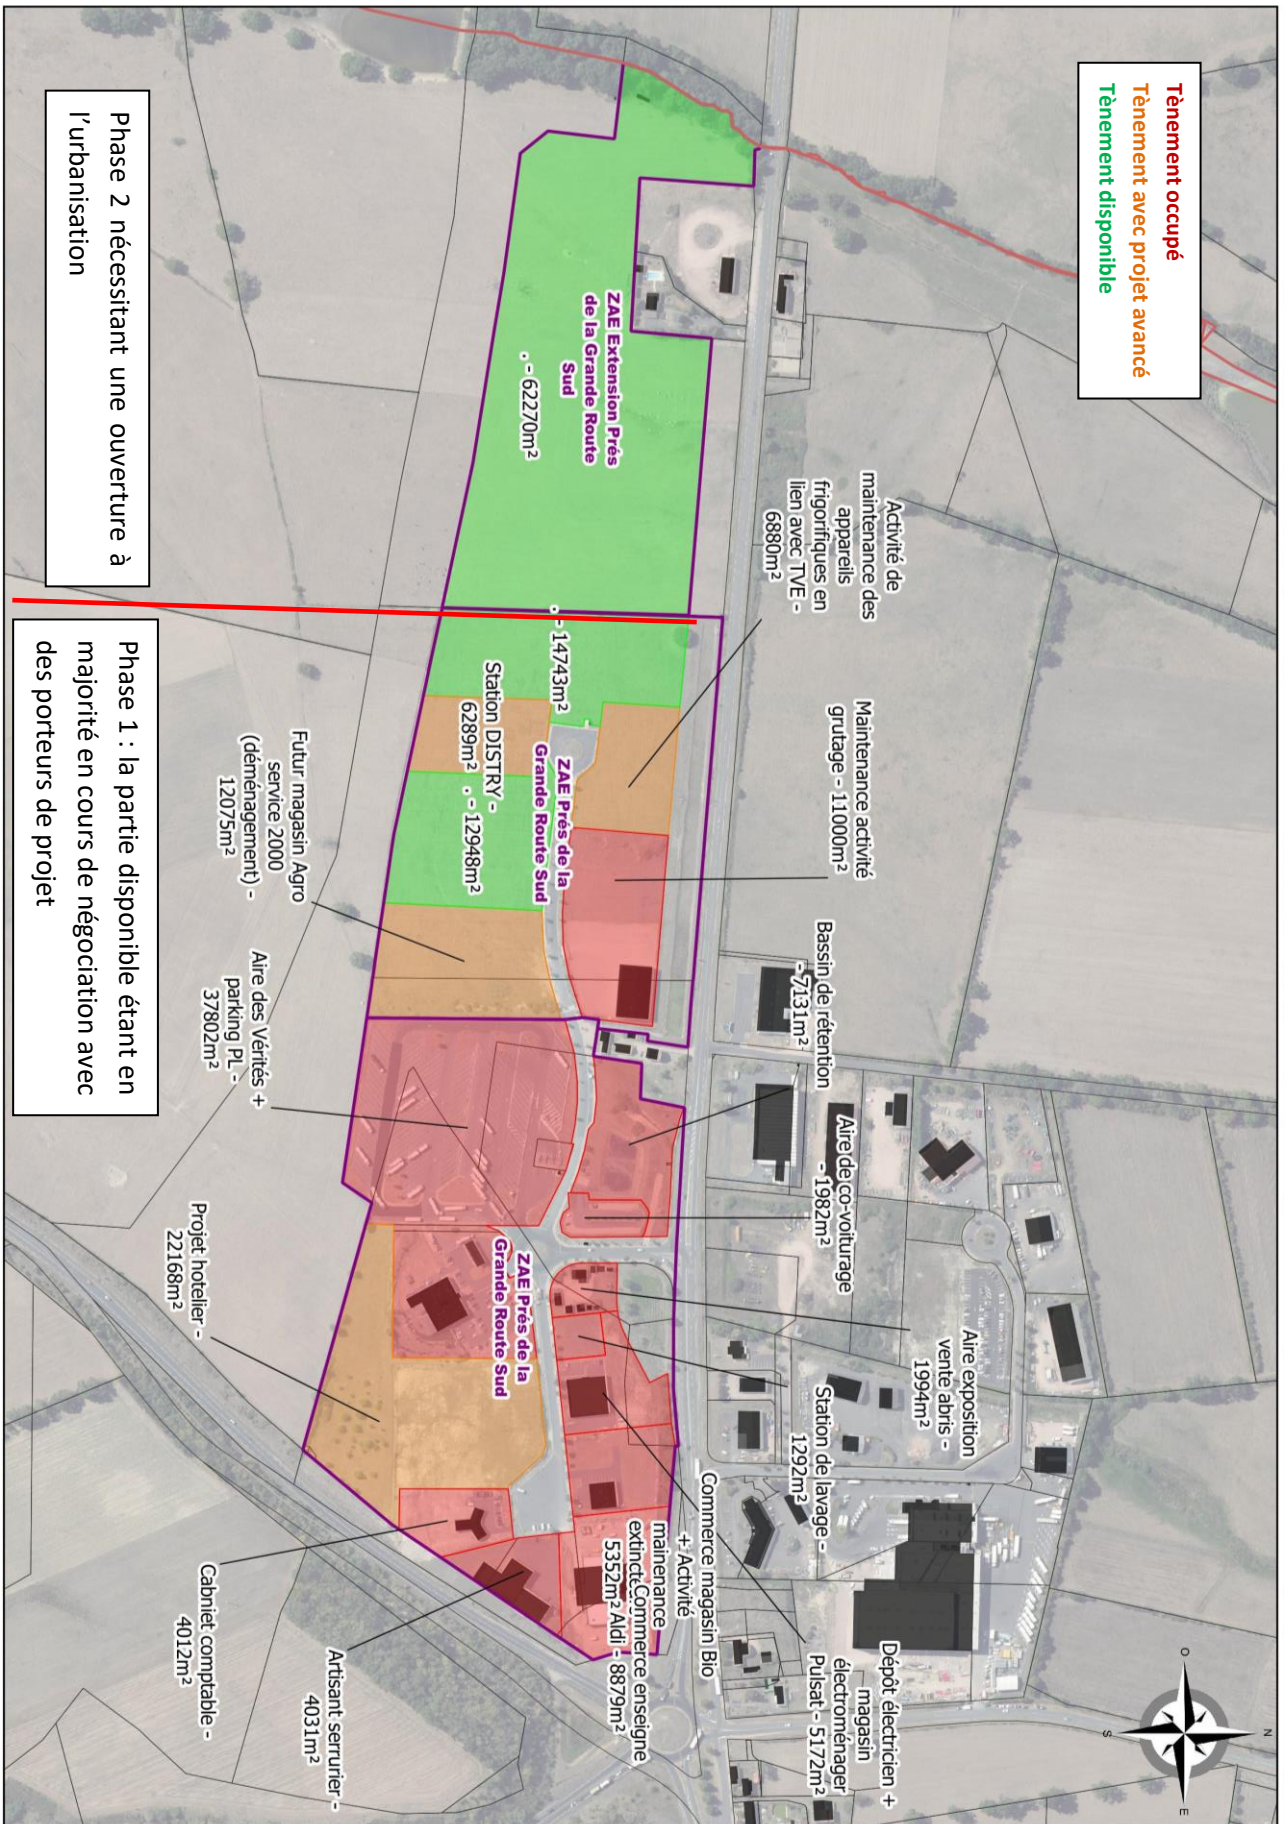 Tènement occupé
Tènement avec projet avancé
Tènement disponible
ZAE Extension Prés
de la Grande Route
Sud
. - 62270m²
Activité de
maintenance des
appareils
frigorifiques en
lien avec TVE -
6880m²
Maintenance activité
grutage - 11000m²
Bassin de rétention
- 7131m²
Aire de co-voiturage
- 1982m²
Aire exposition
vente abris -
1994m²
Station de lavage -
1292m²
Commerce magasin Bio
+ Activité
mainenance
extincte
5352m²
Commerce enseigne
Aldi - 8879m²
Dépôt électricien +
magasin
électroménager
Pulsat - 5172m²
. - 14743m²
Station DISTRY -
6289m²
. - 12948m²
ZAE Prés de la
Grande Route Sud
ZAE Prés de la
Grande Route Sud
Futur magasin Agro
service 2000
(déménagement) -
12075m²
Aire des Vérités +
parking PL -
37802m²
Projet hotelier -
22168m²
Cabniet comptable -
4012m²
Artisant serrurier -
4031m²
Phase 2 nécessitant une ouverture à
l'urbanisation
Phase 1 : la partie disponible étant en
majorité en cours de négociation avec
des porteurs de projet
N
O
E
S